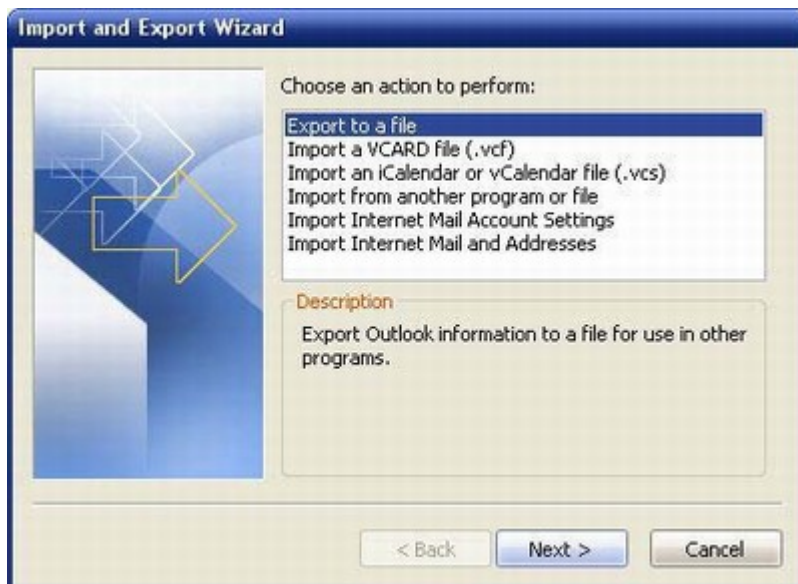 Import and Export Wizard
Choose an action to perform:
Export to a file
Import a VCARD file (.vcf)
Import an iCalendar or vCalendar file (.vcs)
Import from another program or file
Import Internet Mail Account Settings
Import Internet Mail and Addresses
Description
Export Outlook information to a file for use in other
programs.
< Back Next > Cancel